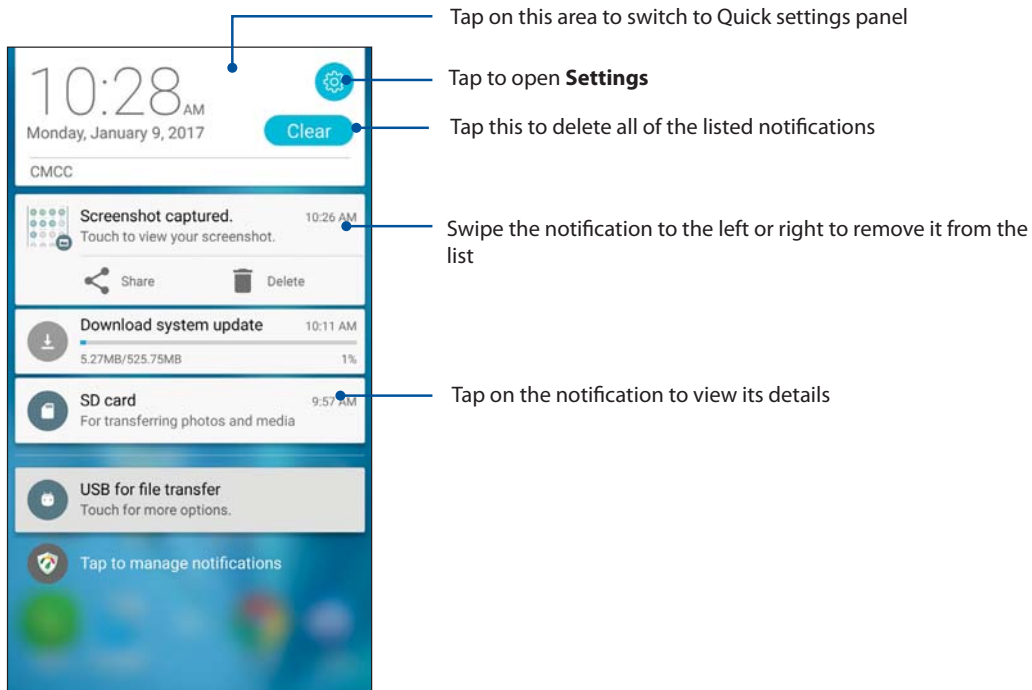 Tap on this area to switch to Quick settings panel
10:28 AM
Tap to open Settings
Monday, January 9, 2017
Clear
Tap this to delete all of the listed notifications
CMCC
Screenshot captured. 10:26 AM
Touch to view your screenshot.
Swipe the notification to the left or right to remove it from the
list
Share Delete
Download system update 10:11 AM
5.27MB/525.75MB 1%
SD card 9:57 AM
For transferring photos and media
Tap on the notification to view its details
USB for file transfer
Touch for more options.
Tap to manage notifications